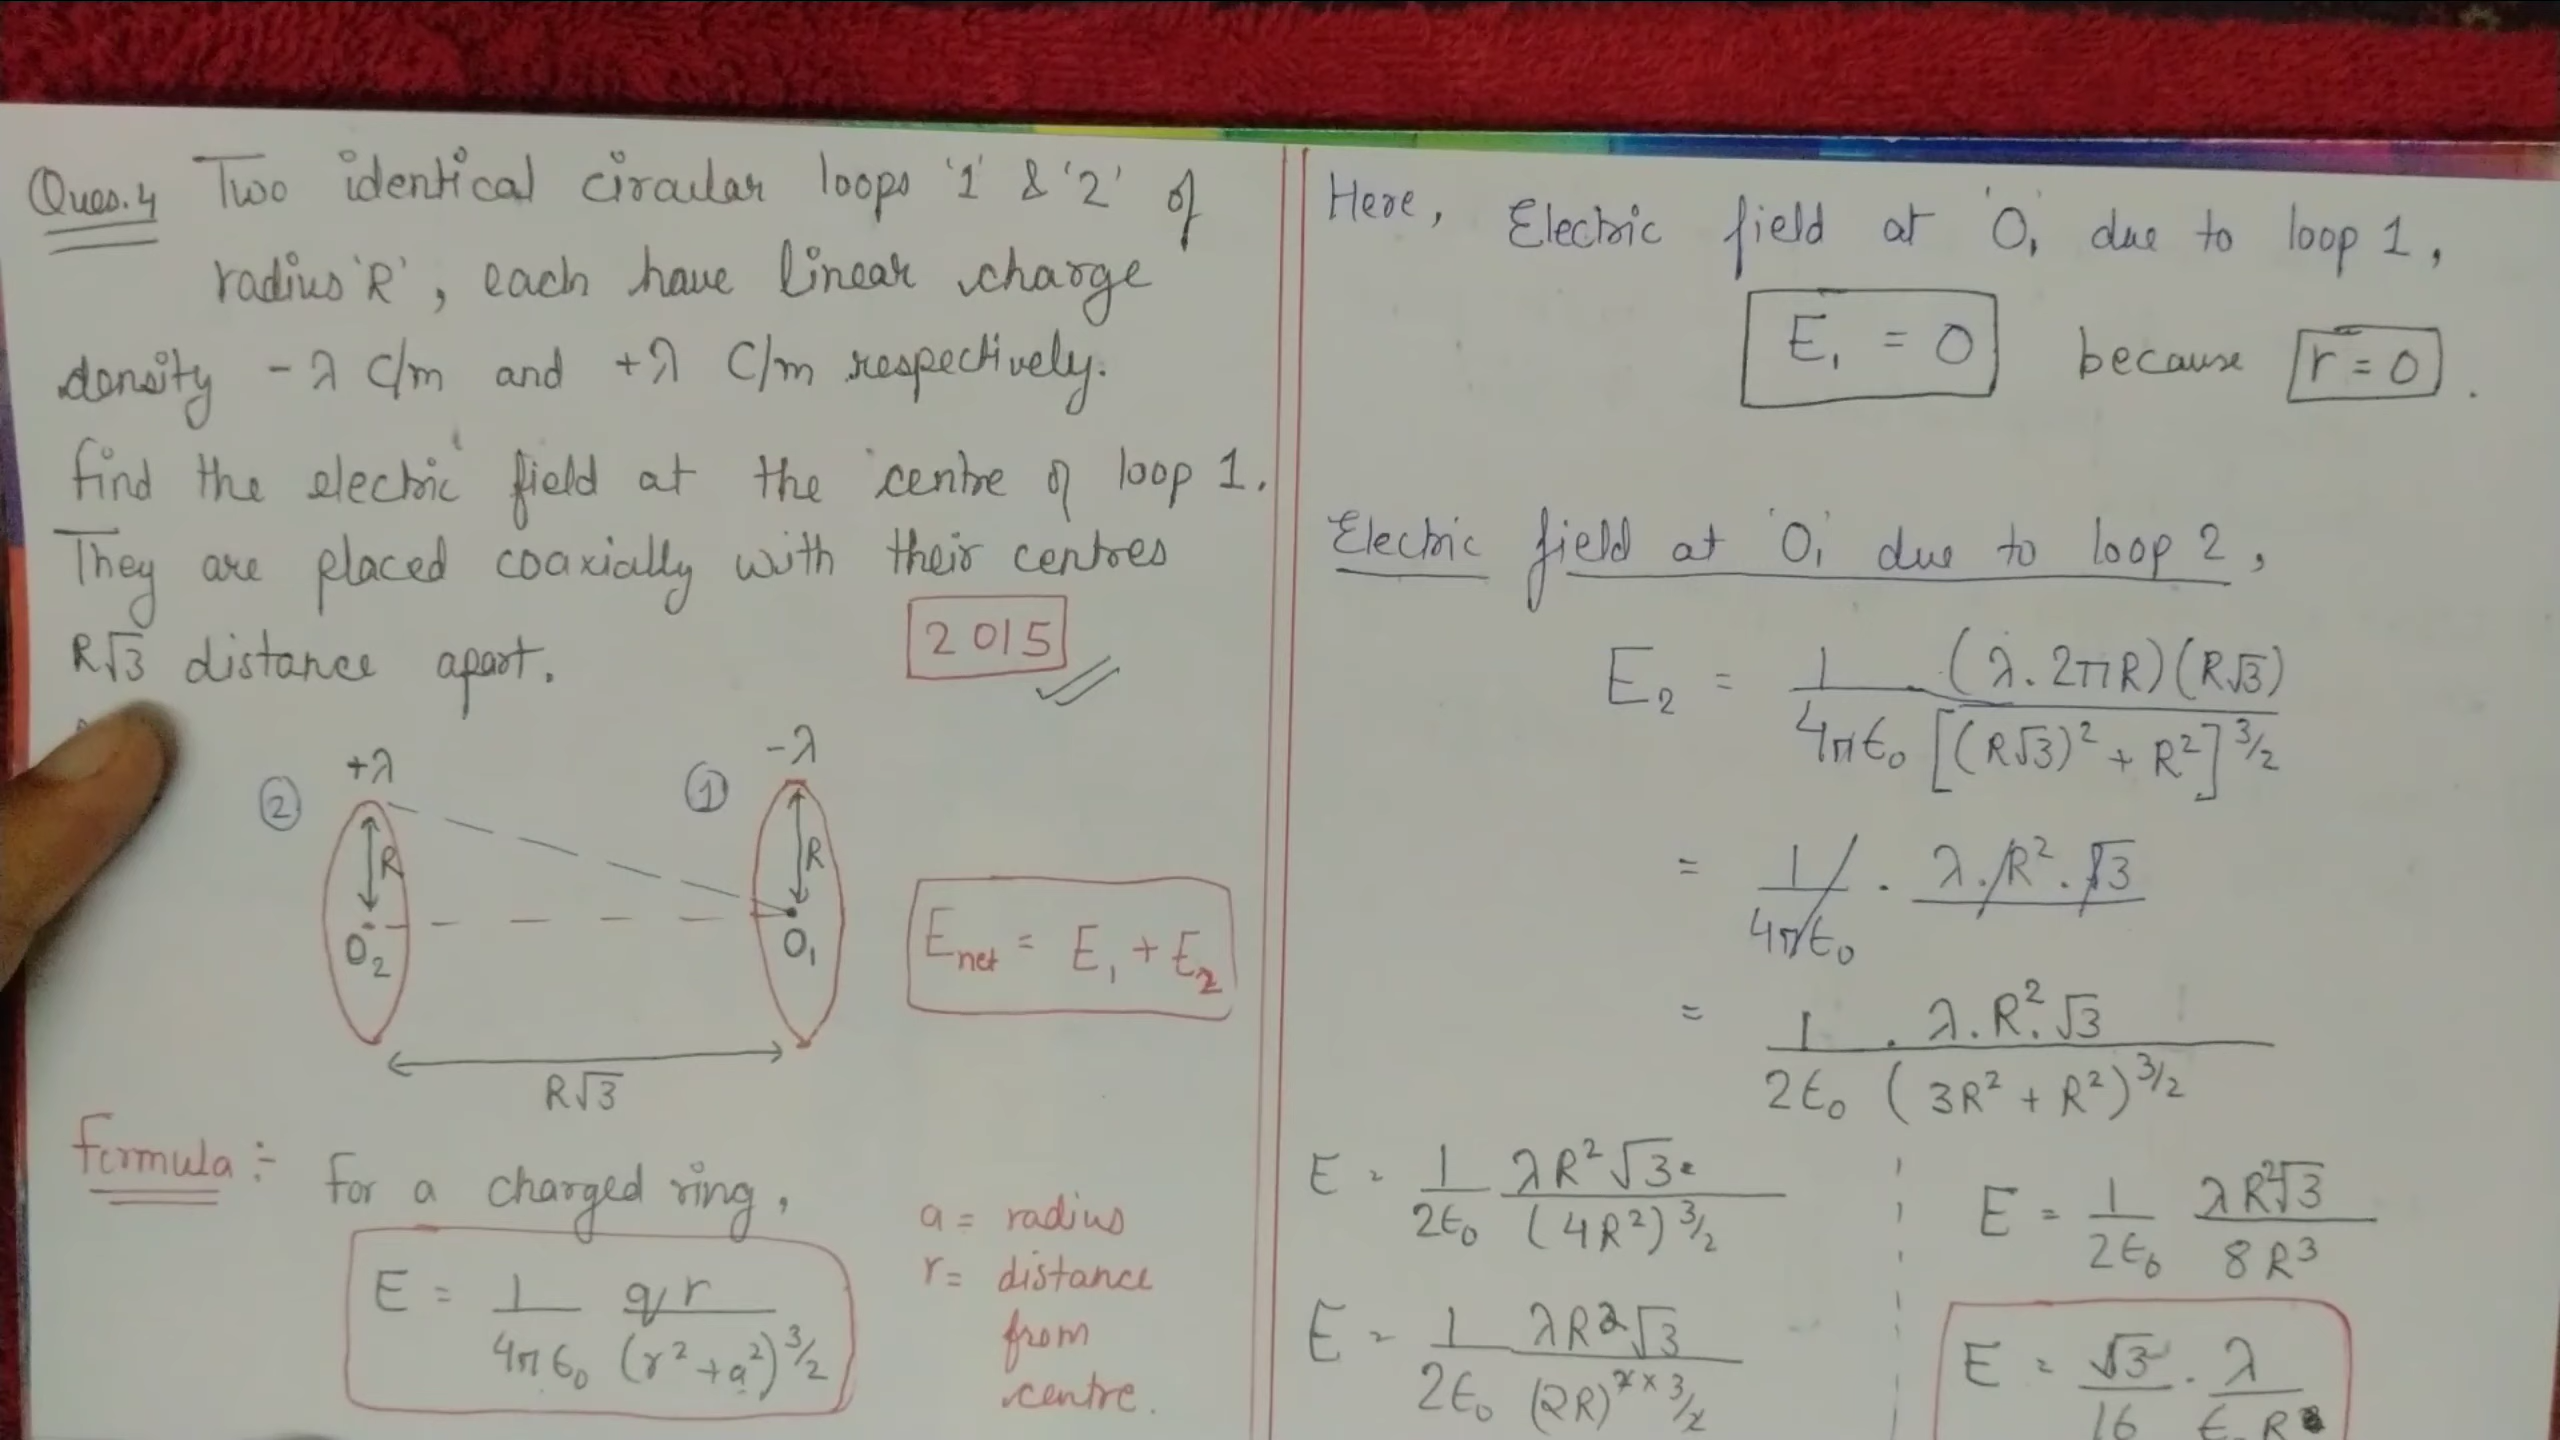 Ques.4 Two identical circular loops '1' & '2' of
radius 'R', each have linear charge
density -λ C/m and +λ C/m respectively.
find the electric field at the centre of loop 1.
They are placed coaxially with their centres
R√3 distance apart.
2015
+λ
-λ
② ①
R R
O₂ O₁
R√3
E_net = E₁ + E₂
Formula :-
for a charged ring,
E = 1/4πε₀ qr/(r² + a²)^3/2
a = radius
r = distance
from
centre.
Here, Electric field at 'O₁' due to loop 1,
E₁ = 0 because r = 0.
Electric field at 'O₁' due to loop 2,
E₂ = 1/4πε₀ (λ.2πR)(R√3)/[(R√3)² + R²]^3/2
= 1/4πε₀ . λ.R².√3
= 1/2ε₀ . λ.R².√3/(3R² + R²)^3/2
E = 1/2ε₀ λR²√3/(4R²)^3/2
E = 1/2ε₀ λR²√3/(2R)^2×3/2
E = 1/2ε₀ λR²√3/8R³
E = √3/16 . λ/ε₀R